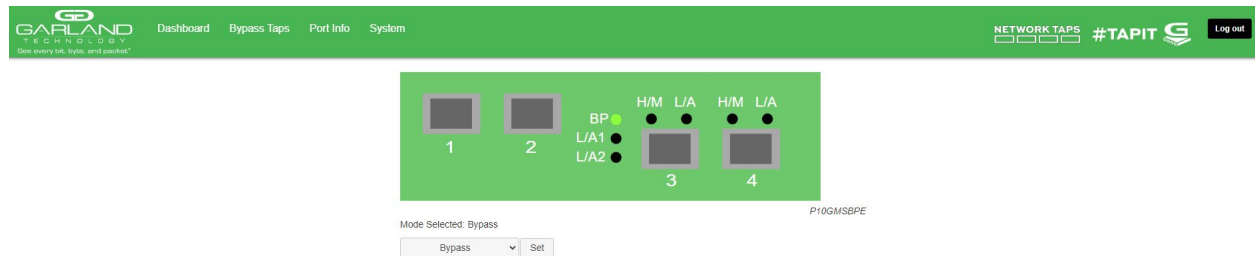 GARLAND
TECHNOLOGY
See every bit, byte, and packet®
Dashboard Bypass Taps Port Info System
NETWORK TAPS
#TAPIT
Log out
H/M L/A H/M L/A
BP
L/A1
L/A2
1 2
3 4
P10GMSBPE
Mode Selected: Bypass
Bypass Set